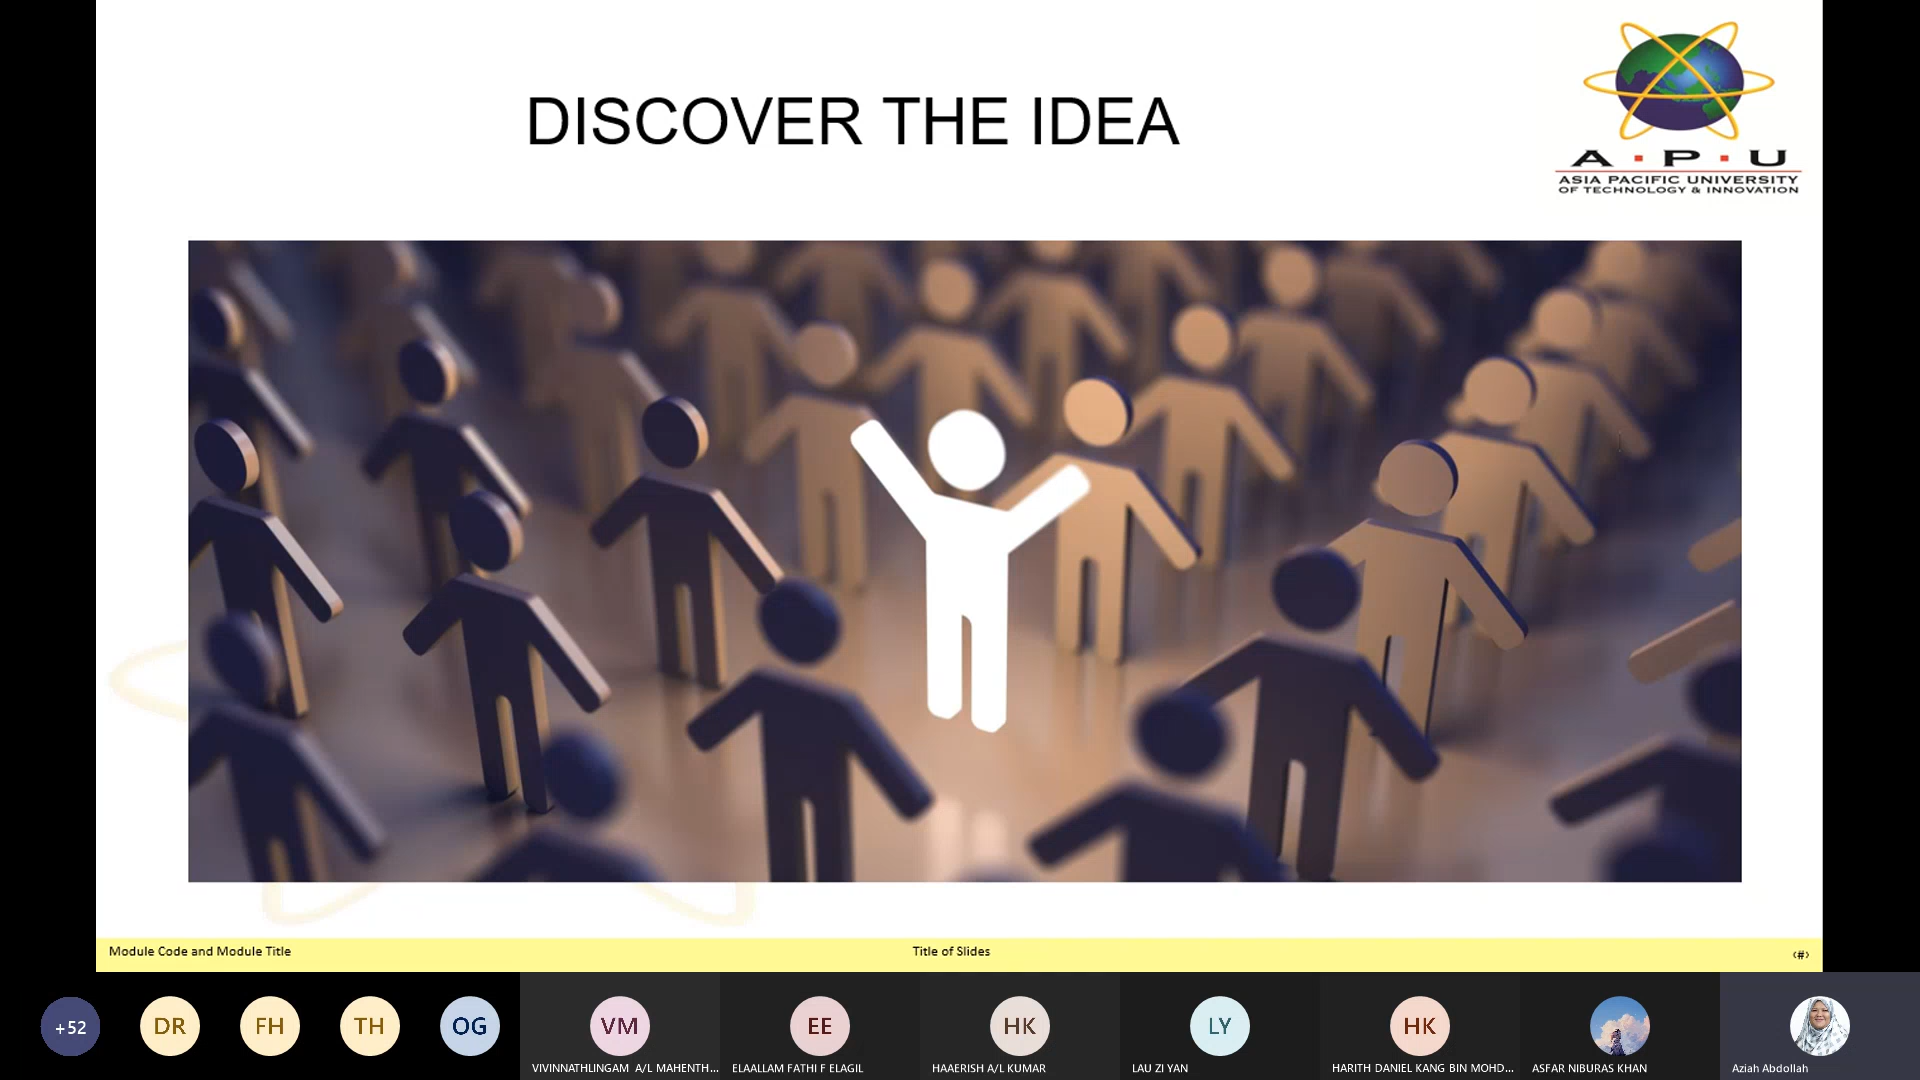 DISCOVER THE IDEA
A · P · U
ASIA PACIFIC UNIVERSITY
OF TECHNOLOGY & INNOVATION
Module Code and Module Title
Title of Slides
‹#›
+52
DR
FH
TH
OG
VM
EE
HK
LY
HK
VIVINNATHLINGAM A/L MAHENTH...
ELAALLAM FATHI F ELAGIL
HAAERISH A/L KUMAR
LAU ZI YAN
HARITH DANIEL KANG BIN MOHD...
ASFAR NIBURAS KHAN
Aziah Abdollah